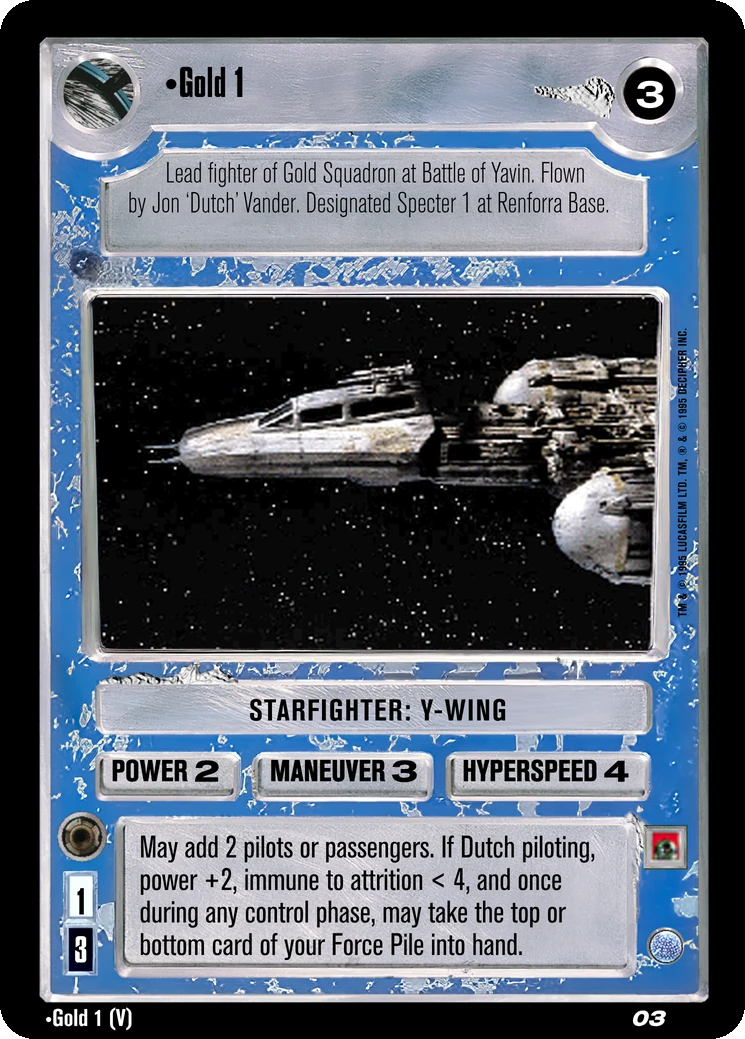 •Gold 1
3
Lead fighter of Gold Squadron at Battle of Yavin. Flown
by Jon ‘Dutch’ Vander. Designated Specter 1 at Renforra Base.
TM & © 1995 LUCASFILM LTD. TM, ® & © 1995 DECIPHER INC.
STARFIGHTER: Y-WING
POWER 2
MANEUVER 3
HYPERSPEED 4
May add 2 pilots or passengers. If Dutch piloting,
power +2, immune to attrition < 4, and once
during any control phase, may take the top or
bottom card of your Force Pile into hand.
1
3
•Gold 1 (V)
03